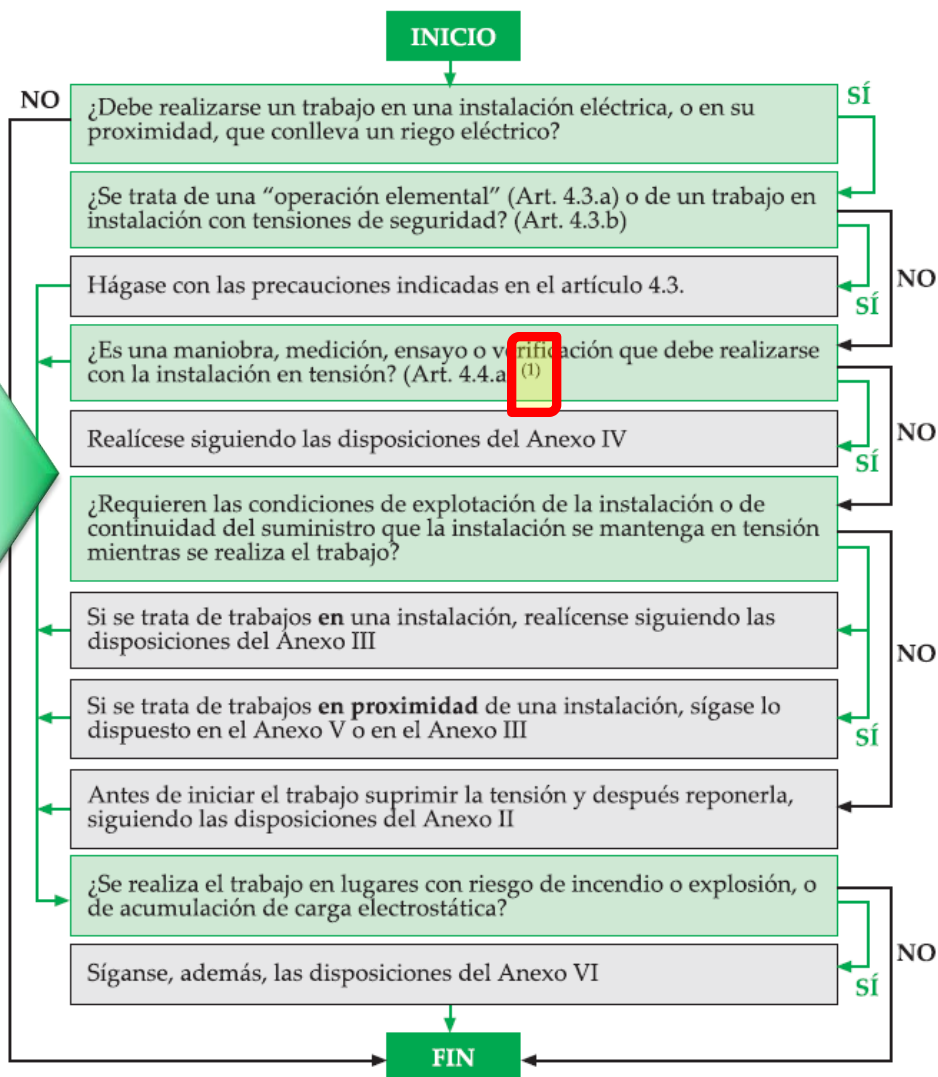 INICIO
NO
SÍ
¿Debe realizarse un trabajo en una instalación eléctrica, o en su
proximidad, que conlleva un riego eléctrico?
¿Se trata de una “operación elemental” (Art. 4.3.a) o de un trabajo en
instalación con tensiones de seguridad? (Art. 4.3.b)
NO
SÍ
Hágase con las precauciones indicadas en el artículo 4.3.
¿Es una maniobra, medición, ensayo o verificación que debe realizarse
con la instalación en tensión? (Art. 4.4.a (1)
NO
SÍ
Realícese siguiendo las disposiciones del Anexo IV
¿Requieren las condiciones de explotación de la instalación o de
continuidad del suministro que la instalación se mantenga en tensión
mientras se realiza el trabajo?
Si se trata de trabajos en una instalación, realícense siguiendo las
disposiciones del Anexo III
NO
Si se trata de trabajos en proximidad de una instalación, sígase lo
dispuesto en el Anexo V o en el Anexo III
SÍ
Antes de iniciar el trabajo suprimir la tensión y después reponerla,
siguiendo las disposiciones del Anexo II
¿Se realiza el trabajo en lugares con riesgo de incendio o explosión, o
de acumulación de carga electrostática?
NO
Síganse, además, las disposiciones del Anexo VI
SÍ
FIN